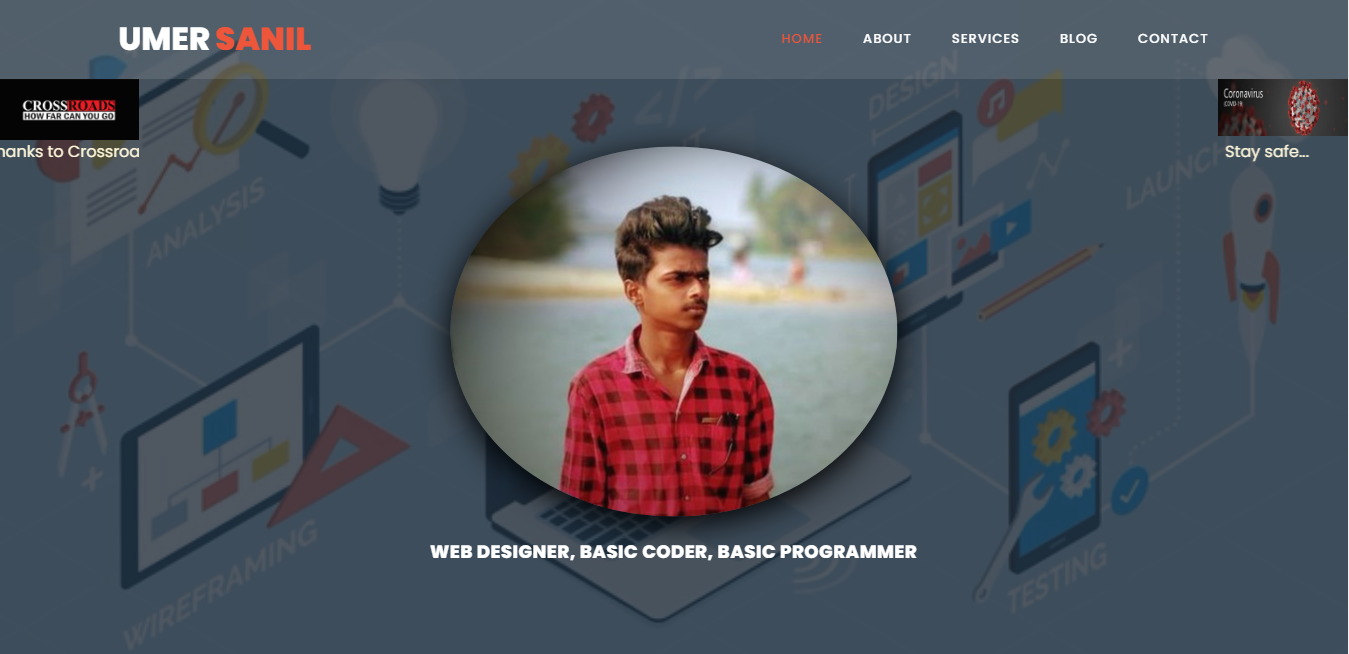 UMER SANIL
HOME ABOUT SERVICES BLOG CONTACT
CROSSROADS
HOW FAR CAN YOU GO
hanks to Crossroa
Coronavirus
(COVID-19)
Stay safe...
ANALYSIS
</>
DESIGN
LAUNCH
WIREFRAMING
TESTING
WEB DESIGNER, BASIC CODER, BASIC PROGRAMMER